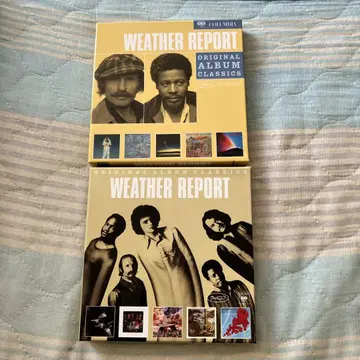 COLUMBIA
WEATHER REPORT
ORIGINAL
ALBUM
CLASSICS
ORIGINAL ALBUM CLASSICS
WEATHER REPORT